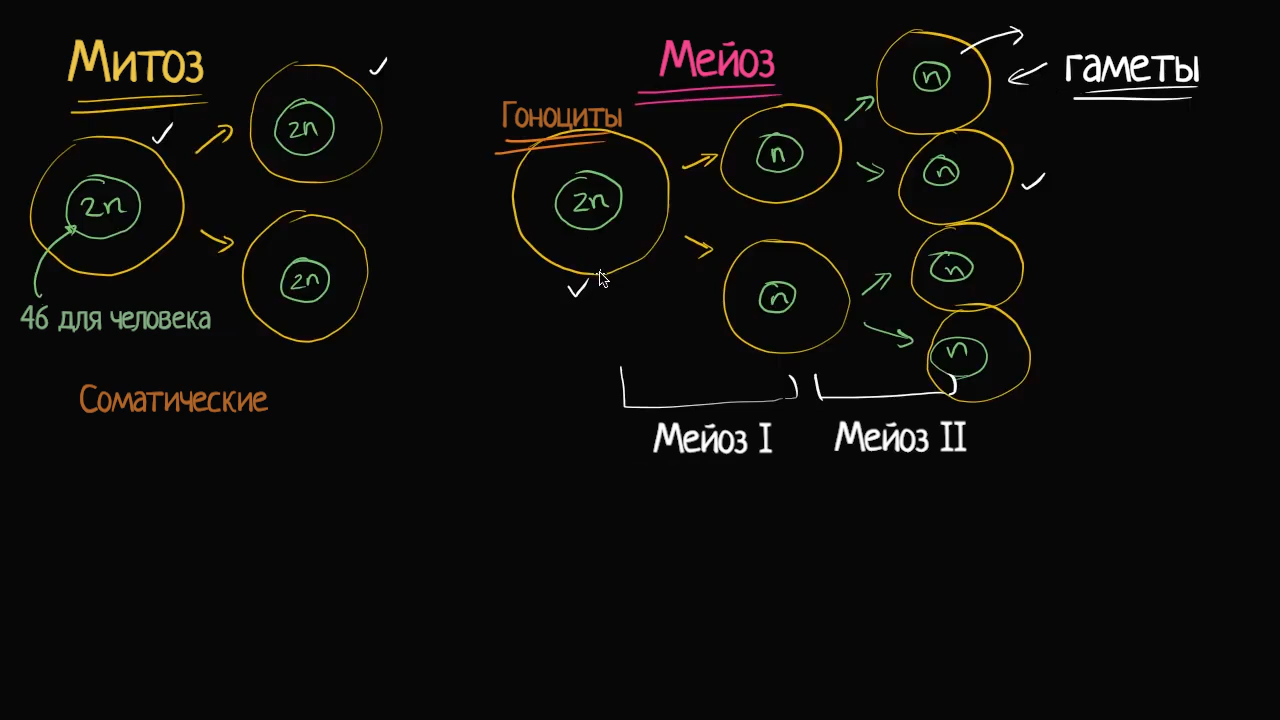 Митоз
2n
2n
2n
46 для человека
Соматические
Мейоз
Гоноциты
2n
n
n
n
n
n
n
гаметы
Мейоз I
Мейоз II